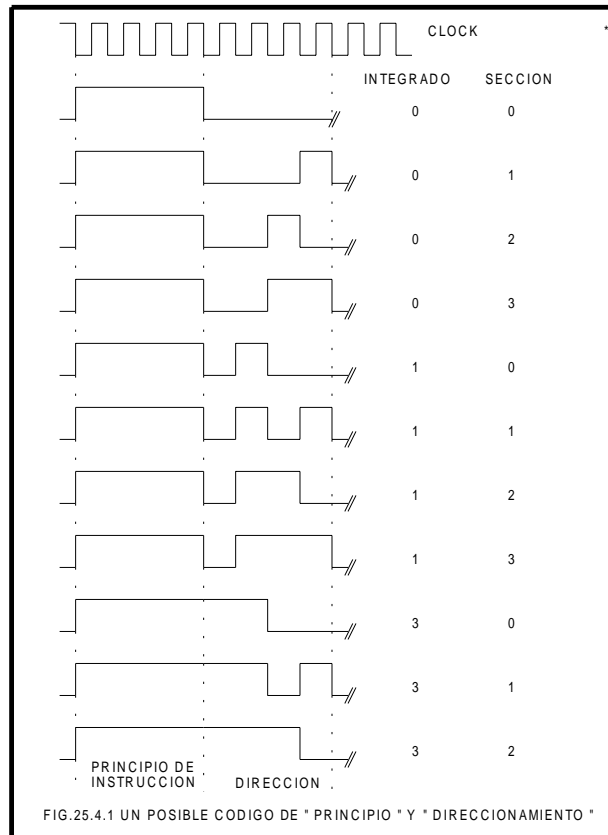 CLOCK *
INTEGRADO SECCION
0 0
0 1
0 2
0 3
1 0
1 1
1 2
1 3
3 0
3 1
3 2
PRINCIPIO DE
INSTRUCCION DIRECCION
FIG.25.4.1 UN POSIBLE CODIGO DE " PRINCIPIO " Y " DIRECCIONAMIENTO "